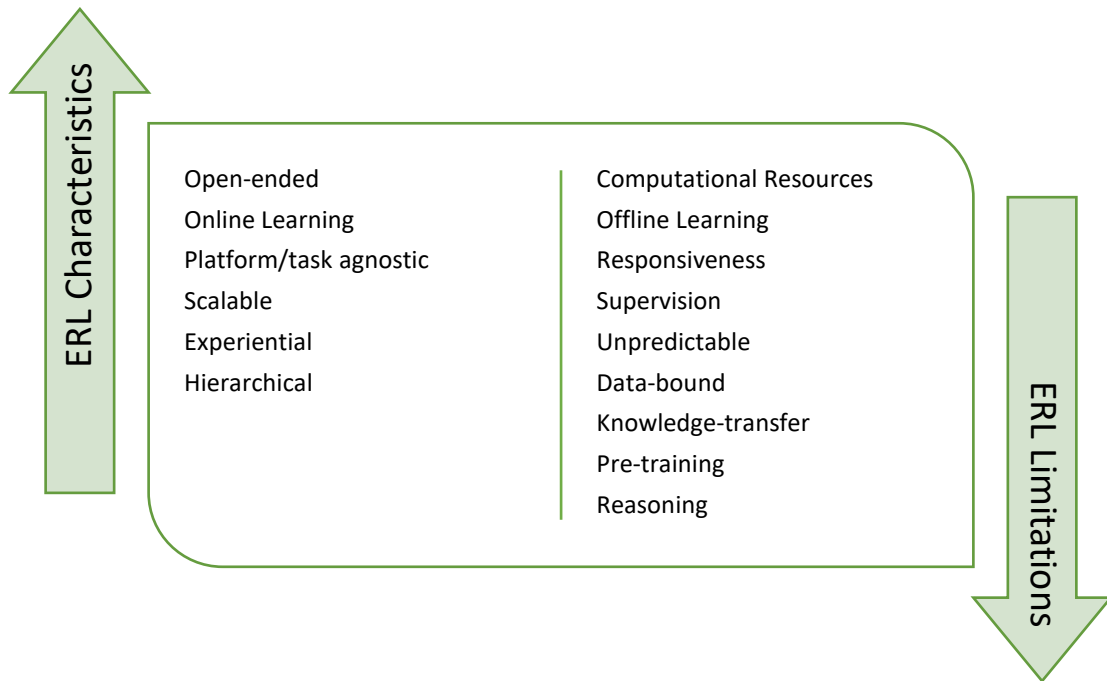 ERL Characteristics
Open-ended
Online Learning
Platform/task agnostic
Scalable
Experiential
Hierarchical
Computational Resources
Offline Learning
Responsiveness
Supervision
Unpredictable
Data-bound
Knowledge-transfer
Pre-training
Reasoning
ERL Limitations